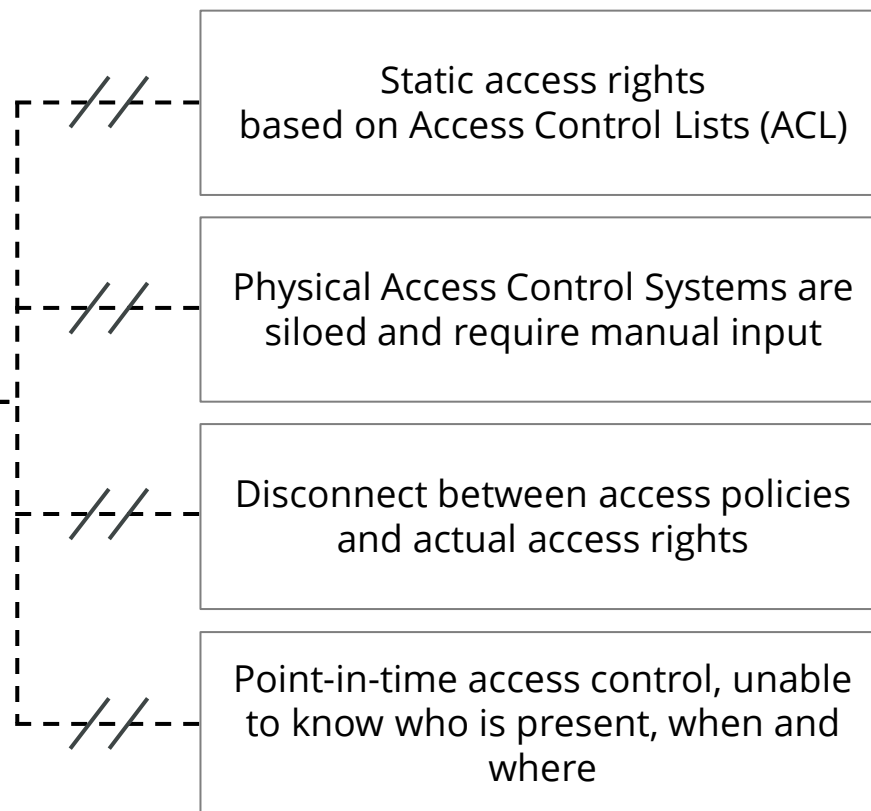 Static access rights
based on Access Control Lists (ACL)
Physical Access Control Systems are
siloed and require manual input
Disconnect between access policies
and actual access rights
Point-in-time access control, unable
to know who is present, when and
where